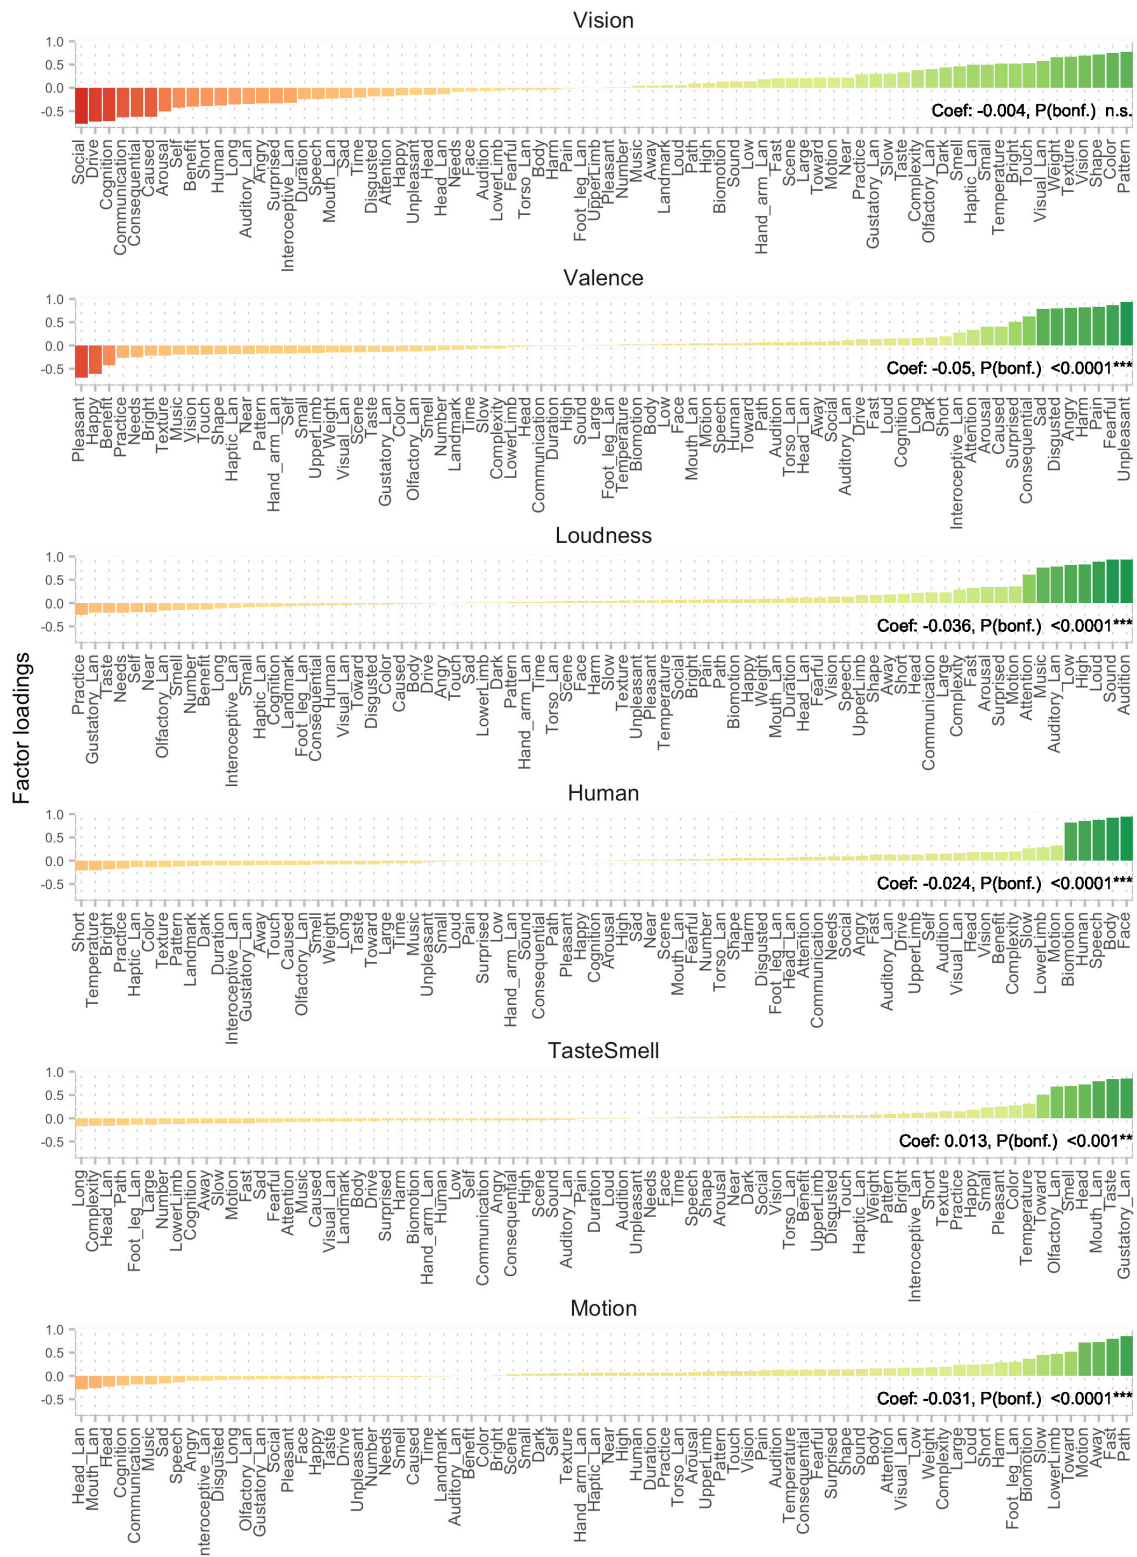 Vision
1.0
0.5
0.0
-0.5
Coef: -0.004, P(bonf.) n.s.
Social
Drive
Cognition
Communication
Consequential
Caused
Arousal
Self
Benefit
Short
Human
Long
Auditory_Lan
Angry
Surprised
Interoceptive_Lan
Duration
Speech
Mouth_Lan
Sad
Time
Disgusted
Attention
Happy
Unpleasant
Head
Head_Lan
Needs
Face
Audition
LowerLimb
Fearful
Torso_Lan
Body
Harm
Pain
Foot_leg_Lan
UpperLimb
Pleasant
Number
Music
Away
Landmark
Loud
Path
High
Biomotion
Sound
Low
Hand_arm_Lan
Fast
Scene
Large
Toward
Motion
Near
Practice
Gustatory_Lan
Slow
Taste
Complexity
Olfactory_Lan
Dark
Smell
Haptic_Lan
Small
Temperature
Bright
Touch
Visual_Lan
Weight
Texture
Vision
Shape
Color
Pattern
Valence
1.0
0.5
0.0
-0.5
Coef: -0.05, P(bonf.) <0.0001***
Pleasant
Happy
Benefit
Practice
Needs
Bright
Texture
Music
Vision
Touch
Shape
Haptic_Lan
Near
Pattern
Hand_arm_Lan
Self
Small
UpperLimb
Weight
Visual_Lan
Scene
Taste
Gustatory_Lan
Color
Olfactory_Lan
Smell
Number
Landmark
Time
Slow
Complexity
LowerLimb
Head
Communication
Duration
High
Sound
Large
Foot_leg_Lan
Temperature
Biomotion
Body
Low
Face
Mouth_Lan
Motion
Speech
Human
Toward
Path
Audition
Torso_Lan
Head_Lan
Away
Social
Auditory_Lan
Drive
Fast
Loud
Cognition
Long
Dark
Short
Interoceptive_Lan
Attention
Arousal
Caused
Surprised
Consequential
Sad
Disgusted
Angry
Harm
Pain
Fearful
Unpleasant
Loudness
1.0
0.5
0.0
-0.5
Coef: -0.036, P(bonf.) <0.0001***
Practice
Gustatory_Lan
Taste
Needs
Self
Near
Olfactory_Lan
Smell
Number
Benefit
Long
Interoceptive_Lan
Small
Haptic_Lan
Cognition
Landmark
Foot_leg_Lan
Consequential
Human
Visual_Lan
Toward
Disgusted
Color
Caused
Body
Drive
Angry
Touch
Sad
LowerLimb
Dark
Pattern
Hand_arm_Lan
Time
Torso_Lan
Scene
Face
Harm
Slow
Texture
Unpleasant
Pleasant
Temperature
Social
Bright
Pain
Path
Biomotion
Happy
Weight
Mouth_Lan
Duration
Head_Lan
Fearful
Vision
Speech
UpperLimb
Shape
Away
Short
Head
Communication
Large
Complexity
Fast
Arousal
Surprised
Motion
Attention
Music
Auditory_Lan
Low
High
Loud
Sound
Audition
Factor loadings
Human
1.0
0.5
0.0
-0.5
Coef: -0.024, P(bonf.) <0.0001***
Short
Temperature
Bright
Practice
Haptic_Lan
Color
Texture
Pattern
Landmark
Dark
Duration
Interoceptive_Lan
Gustatory_Lan
Away
Touch
Caused
Olfactory_Lan
Smell
Weight
Long
Taste
Toward
Large
Time
Music
Unpleasant
Small
Loud
Pain
Surprised
Low
Hand_arm_Lan
Sound
Consequential
Path
Pleasant
Happy
Cognition
Arousal
High
Sad
Near
Scene
Mouth_Lan
Fearful
Number
Torso_Lan
Shape
Harm
Disgusted
Foot_leg_Lan
Head_Lan
Attention
Communication
Needs
Social
Angry
Fast
Auditory_Lan
Drive
UpperLimb
Self
Audition
Visual_Lan
Head
Vision
Benefit
Complexity
Slow
LowerLimb
Motion
Biomotion
Human
Speech
Body
Face
TasteSmell
1.0
0.5
0.0
-0.5
Coef: 0.013, P(bonf.) <0.001**
Long
Complexity
Head_Lan
Path
Foot_leg_Lan
Large
Number
LowerLimb
Cognition
Away
Slow
Motion
Fast
Sad
Fearful
Attention
Music
Caused
Visual_Lan
Landmark
Body
Drive
Surprised
Harm
Biomotion
Hand_arm_Lan
Human
Low
Self
Communication
Angry
Consequential
High
Scene
Sound
Auditory_Lan
Pain
Duration
Loud
Audition
Unpleasant
Needs
Face
Time
Speech
Shape
Arousal
Near
Dark
Social
Torso_Lan
Benefit
UpperLimb
Disgusted
Touch
Haptic_Lan
Weight
Pattern
Bright
Interoceptive_Lan
Short
Texture
Practice
Happy
Small
Pleasant
Color
Temperature
Toward
Olfactory_Lan
Smell
Head
Mouth_Lan
Taste
Gustatory_Lan
Motion
1.0
0.5
0.0
-0.5
Coef: -0.031, P(bonf.) <0.0001***
Head_Lan
Mouth_Lan
Head
Cognition
Communication
Music
Sad
Speech
Angry
nteroceptive_Lan
Disgusted
Long
Olfactory_Lan
Gustatory_Lan
Social
Pleasant
Face
Happy
Taste
Drive
Unpleasant
Number
Needs
Smell
Caused
Time
Landmark
Auditory_Lan
Benefit
Color
Bright
Scene
Small
Dark
Self
Texture
Hand_arm_Lan
Haptic_Lan
Near
High
Human
Duration
Practice
Torso_Lan
Arousal
UpperLimb
Pattern
Touch
Vision
Pain
Audition
Temperature
Consequential
Fearful
Surprised
Shape
Sound
Body
Attention
Visual_Lan
Low
Weight
Complexity
Large
Loud
Short
Harm
Foot_leg_Lan
Biomotion
Slow
LowerLimb
Toward
Motion
Away
Fast
Path